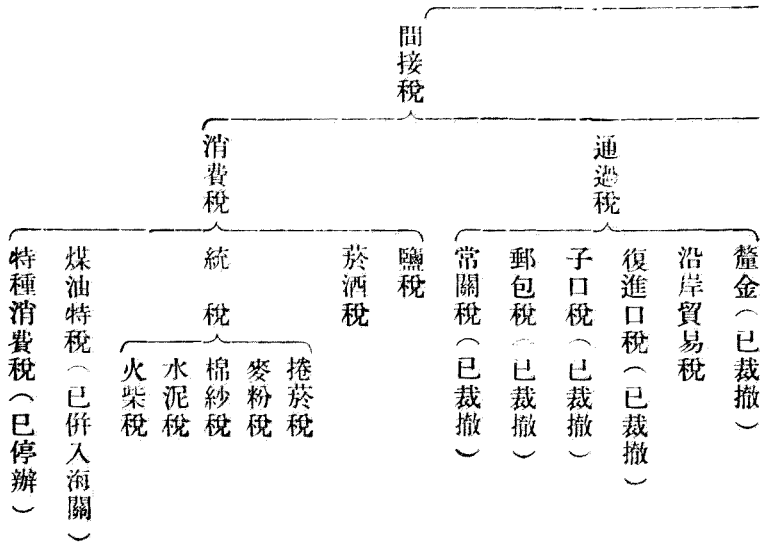 間接稅
通過稅
釐金(已裁撤)
沿岸貿易稅
復進口稅(已裁撤)
子口稅(已裁撤)
郵包稅(已裁撤)
常關稅(已裁撤)
消費稅
鹽稅
菸酒稅
統稅
捲菸稅
麥粉稅
棉紗稅
水泥稅
火柴稅
煤油特稅(已併入海關)
特種消費稅(已停辦)